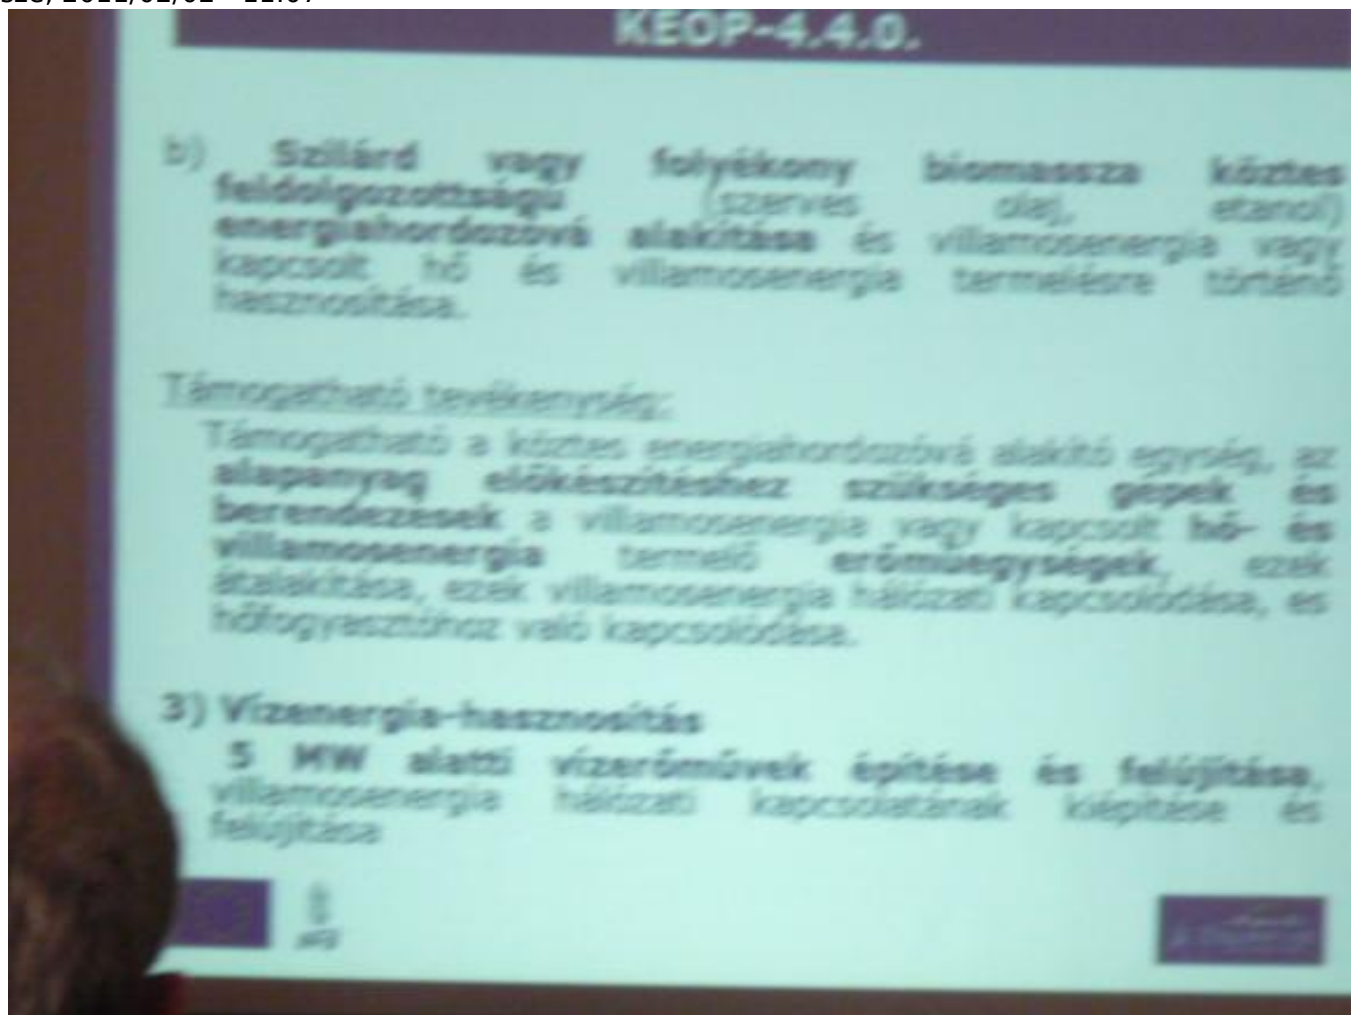 KEOP-4.4.0.
b) Szilárd vagy folyékony biomassza köztes
feldolgozottságú (szerves olaj, etanol)
energiahordozóvá alakítása és villamosenergia vagy
kapcsolt hő és villamosenergia termelésre történő
hasznosítása.
Támogatható tevékenység:
Támogatható a köztes energiahordozóvá alakító egység, az
alapanyag előkészítéshez szükséges gépek és
berendezések a villamosenergia vagy kapcsolt hő- és
villamosenergia termelő erőműegységek, ezek
átalakítása, ezek villamosenergia hálózati kapcsolódása, és
hőfogyasztóhoz való kapcsolódása.
3) Vízenergia-hasznosítás
5 MW alatti vízerőművek építése és felújítása,
villamosenergia hálózati kapcsolatának kiépítése és
felújítása